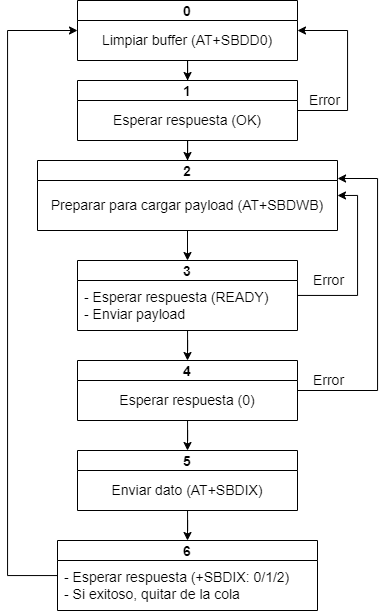 0
Limpiar buffer (AT+SBDD0)
1
Error
Esperar respuesta (OK)
2
Preparar para cargar payload (AT+SBDWB)
3
Error
- Esperar respuesta (READY)
- Enviar payload
4
Error
Esperar respuesta (0)
5
Enviar dato (AT+SBDIX)
6
- Esperar respuesta (+SBDIX: 0/1/2)
- Si exitoso, quitar de la cola